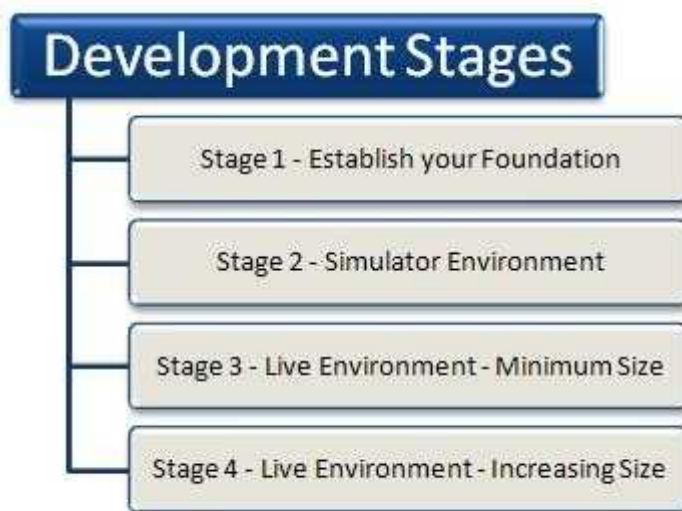 Development Stages
Stage 1 - Establish your Foundation
Stage 2 - Simulator Environment
Stage 3 - Live Environment - Minimum Size
Stage 4 - Live Environment - Increasing Size